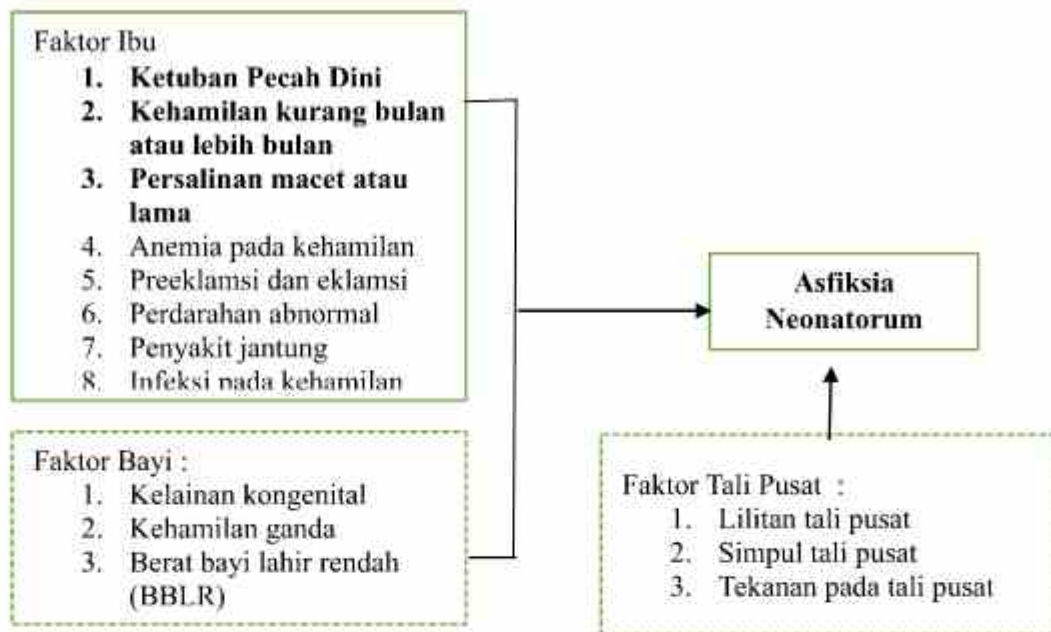 Faktor Ibu
1. Ketuban Pecah Dini
2. Kehamilan kurang bulan
atau lebih bulan
3. Persalinan macet atau
lama
4. Anemia pada kehamilan
5. Preeklamsi dan eklamsi
6. Perdarahan abnormal
7. Penyakit jantung
8. Infeksi pada kehamilan
Asfiksia
Neonatorum
Faktor Bayi :
1. Kelainan kongenital
2. Kehamilan ganda
3. Berat bayi lahir rendah
(BBLR)
Faktor Tali Pusat :
1. Lilitan tali pusat
2. Simpul tali pusat
3. Tekanan pada tali pusat